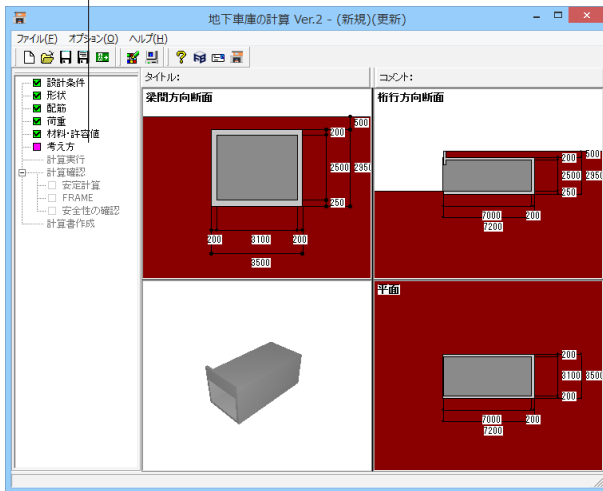 地下車庫の計算 Ver.2 - (新規)(更新)
ファイル(F) オプション(O) ヘルプ(H)
設計条件
形状
配筋
荷重
材料・許容値
考え方
計算実行
計算確認
安定計算
FRAME
安全性の確認
計算書作成
タイトル:
コメント:
梁間方向断面
500
200
2500 2950
250
200 3100 200
3500
桁行方向断面
200 500
2500 2950
250
7000 200
7200
平面
200
3100 3500
200
7000 200
7200